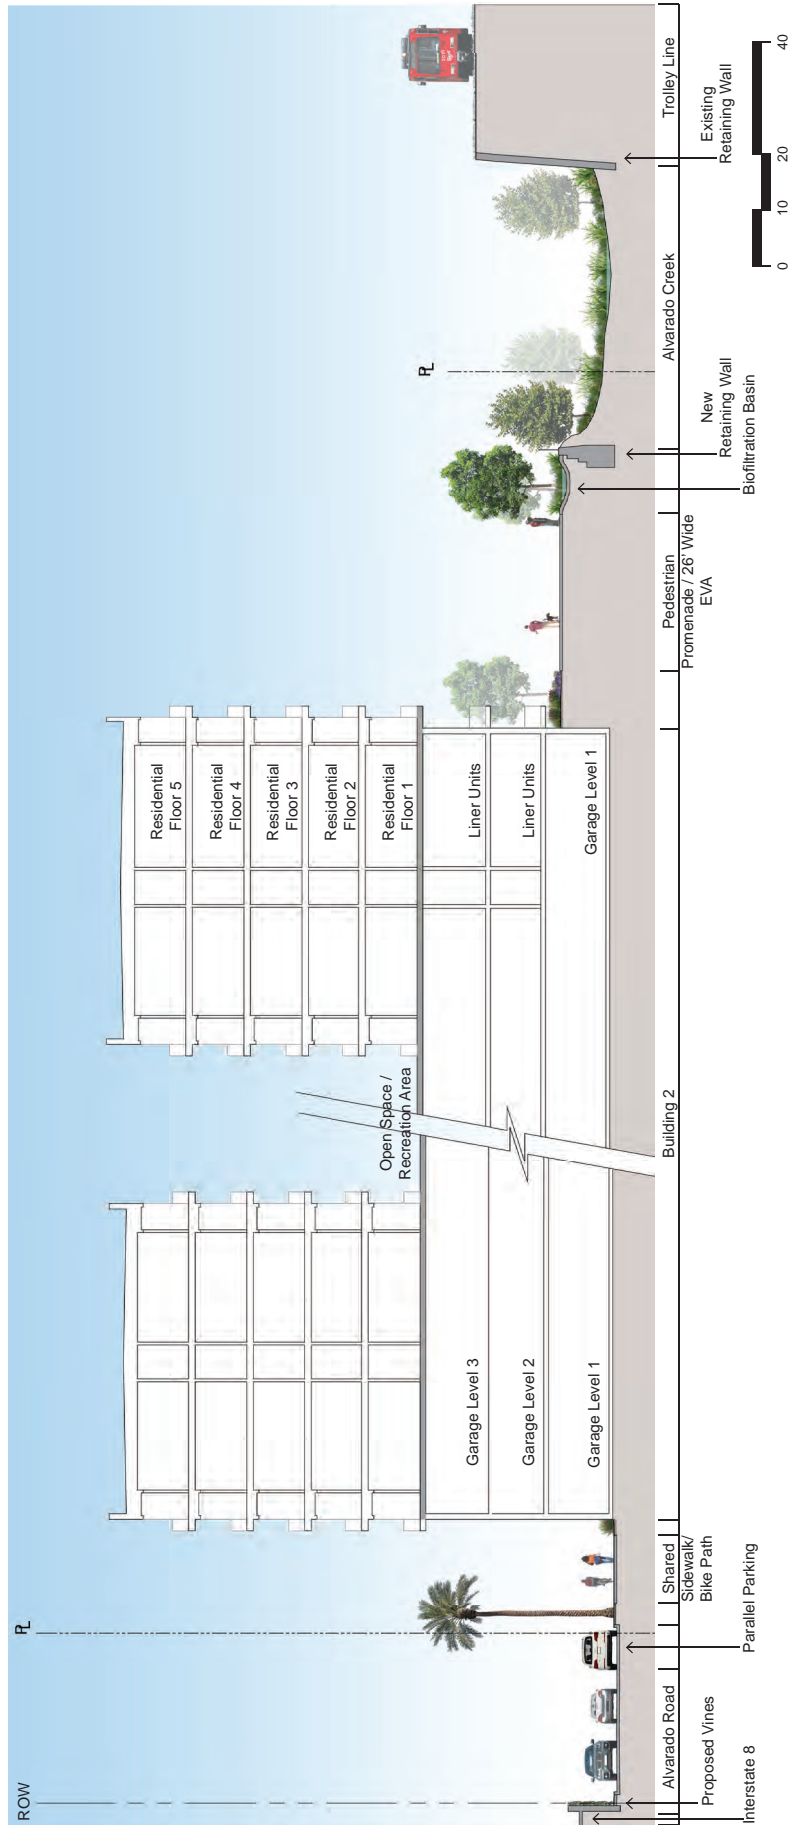 ROW
PL
PL
Residential
Floor 5
Residential
Floor 4
Residential
Floor 3
Residential
Floor 2
Residential
Floor 1
Open Space /
Recreation Area
Garage Level 3
Liner Units
Garage Level 2
Liner Units
Garage Level 1
Garage Level 1
Alvarado Road
Shared
Sidewalk/
Bike Path
Building 2
Pedestrian
Promenade / 26' Wide
EVA
Alvarado Creek
Trolley Line
Proposed Vines
Interstate 8
Parallel Parking
New
Retaining Wall
Biofiltration Basin
Existing
Retaining Wall
0 10 20 40